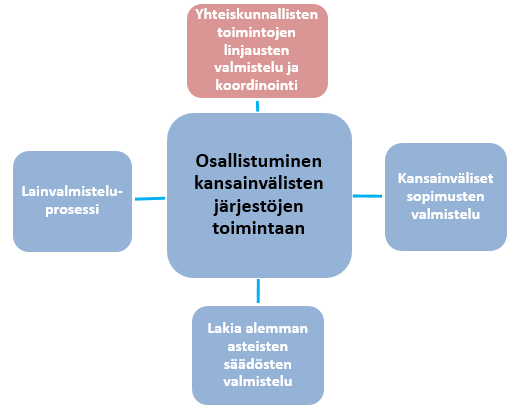 Yhteiskunnallisten
toimintojen
linjausten
valmistelu ja
koordinointi
Osallistuminen
kansainvälisten
järjestöjen
toimintaan
Lainvalmistelu-
prosessi
Kansainväliset
sopimusten
valmistelu
Lakia alemman
asteisten
säädösten
valmistelu